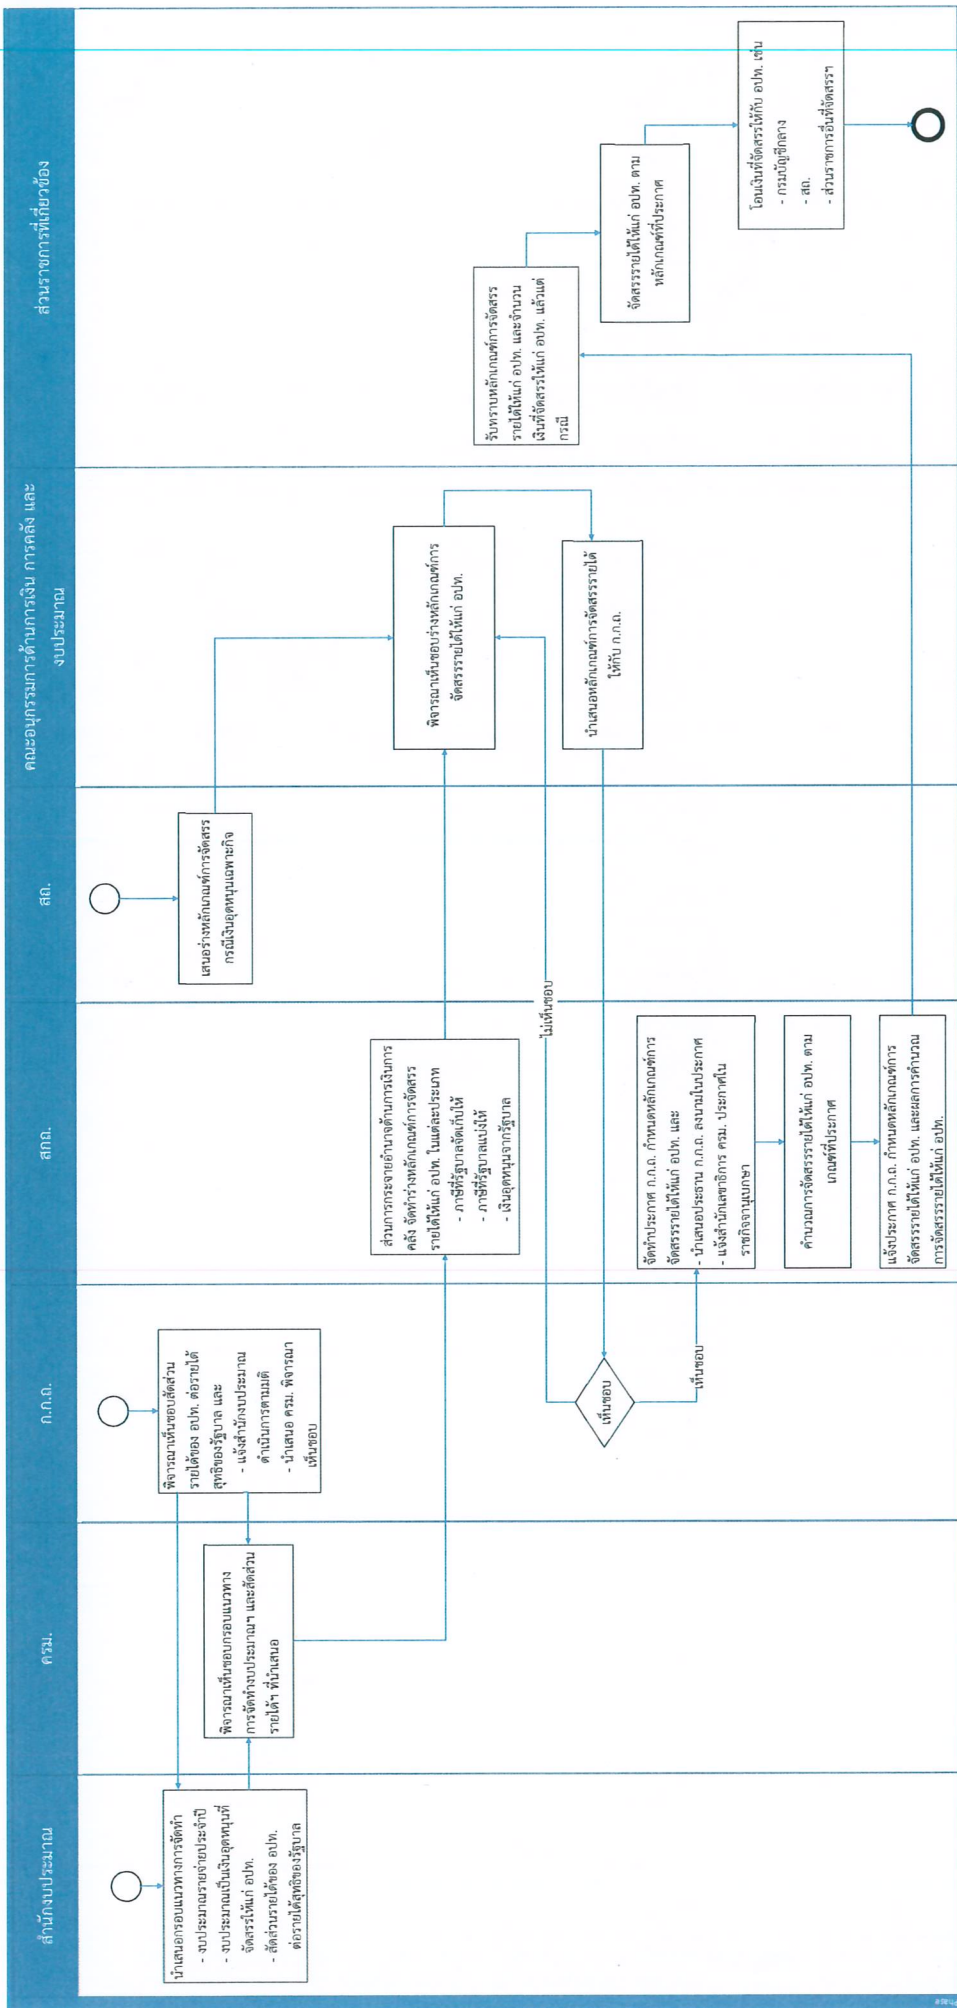 สำนักงบประมาณ
ครม.
ก.ก.ถ.
สกถ.
สถ.
คณะอนุกรรมการด้านการเงิน การคลัง และ
งบประมาณ
ส่วนราชการที่เกี่ยวข้อง
นำเสนอกรอบแนวทางการจัดทำ
- งบประมาณรายจ่ายประจำปี
- งบประมาณเป็นเงินอุดหนุนที่
จัดสรรให้แก่ อปท.
- สัดส่วนรายได้ของ อปท.
ต่อรายได้สุทธิของรัฐบาล
พิจารณาเห็นชอบกรอบแนวทาง
การจัดทำงบประมาณฯ และสัดส่วน
รายได้ฯ ที่นำเสนอ
พิจารณาเห็นชอบสัดส่วน
รายได้ของ อปท. ต่อรายได้
สุทธิของรัฐบาล และ
- แจ้งสำนักงบประมาณ
ดำเนินการตามมติ
- นำเสนอ ครม. พิจารณา
เห็นชอบ
ส่วนการกระจายอำนาจด้านการเงินการ
คลัง จัดทำร่างหลักเกณฑ์การจัดสรร
รายได้ให้แก่ อปท. ในแต่ละประเภท
- ภาษีที่รัฐบาลจัดเก็บให้
- ภาษีที่รัฐบาลแบ่งให้
- เงินอุดหนุนจากรัฐบาล
เสนอร่างหลักเกณฑ์การจัดสรร
กรณีเงินอุดหนุนเฉพาะกิจ
พิจารณาเห็นชอบร่างหลักเกณฑ์การ
จัดสรรรายได้ให้แก่ อปท.
นำเสนอหลักเกณฑ์การจัดสรรรายได้
ให้กับ ก.ก.ถ.
เห็นชอบ
ไม่เห็นชอบ
เห็นชอบ
จัดทำประกาศ ก.ก.ถ. กำหนดหลักเกณฑ์การ
จัดสรรรายได้ให้แก่ อปท. และ
- นำเสนอประธาน ก.ก.ถ. ลงนามในประกาศ
- แจ้งสำนักเลขาธิการ ครม. ประกาศใน
ราชกิจจานุเบกษา
คำนวณการจัดสรรรายได้ให้แก่ อปท. ตาม
เกณฑ์ที่ประกาศ
แจ้งประกาศ ก.ก.ถ. กำหนดหลักเกณฑ์การ
จัดสรรรายได้ให้แก่ อปท. และผลการคำนวณ
การจัดสรรรายได้ให้แก่ อปท.
รับทราบหลักเกณฑ์การจัดสรร
รายได้ให้แก่ อปท. และจำนวน
เงินที่จัดสรรให้แก่ อปท. แล้วแต่
กรณี
จัดสรรรายได้ให้แก่ อปท. ตาม
หลักเกณฑ์ที่ประกาศ
โอนเงินที่จัดสรรให้กับ อปท. เช่น
- กรมบัญชีกลาง
- สถ.
- ส่วนราชการอื่นที่จัดสรรฯ